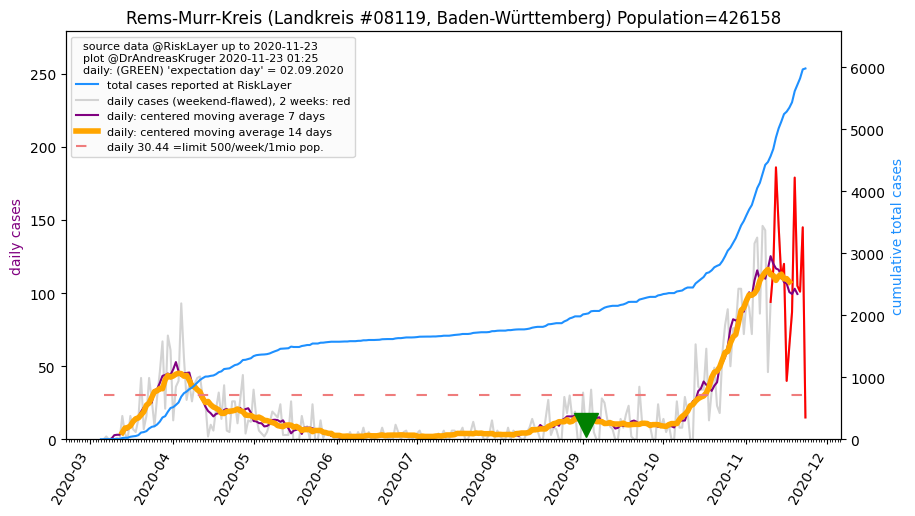 Rems-Murr-Kreis (Landkreis #08119, Baden-Württemberg) Population=426158
source data @RiskLayer up to 2020-11-23
plot @DrAndreasKruger 2020-11-23 01:25
daily: (GREEN) 'expectation day' = 02.09.2020
total cases reported at RiskLayer
daily cases (weekend-flawed), 2 weeks: red
daily: centered moving average 7 days
daily: centered moving average 14 days
daily 30.44 =limit 500/week/1mio pop.
daily cases
250
200
150
100
50
0
6000
5000
4000
3000
2000
1000
0
cumulative total cases
2020-03
2020-04
2020-05
2020-06
2020-07
2020-08
2020-09
2020-10
2020-11
2020-12